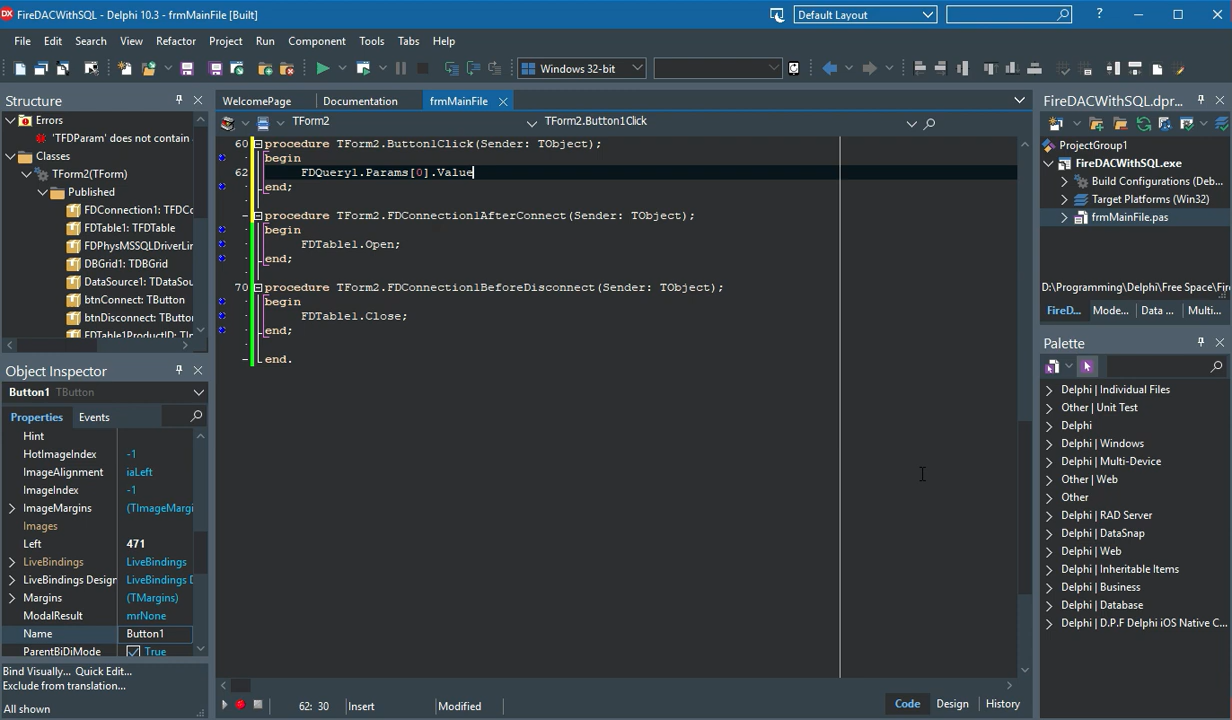 DX FireDACWithSQL - Delphi 10.3 - frmMainFile [Built]
Default Layout
?
File Edit Search View Refactor Project Run Component Tools Tabs Help
Windows 32-bit
Structure
Errors
'TFDParam' does not contain
Classes
TForm2(TForm)
Published
FDConnection1: TFDCo
FDTable1: TFDTable
FDPhysMSSQLDriverLin
DBGrid1: TDBGrid
DataSource1: TDataSource
btnConnect: TButton
btnDisconnect: TButton
FDTable1ProductID: TIn
Object Inspector
Button1 TButton
Properties Events
Hint
HotImageIndex -1
ImageAlignment iaLeft
ImageIndex -1
ImageMargins (TImageMargi
Images
Left 471
LiveBindings LiveBindings
LiveBindings Design LiveBindings D
Margins (TMargins)
ModalResult mrNone
Name Button1
ParentBiDiMode True
Bind Visually... Quick Edit...
Exclude from translation...
All shown
WelcomePage Documentation frmMainFile
TForm2 TForm2.Button1Click
60 procedure TForm2.Button1Click(Sender: TObject);
begin
62 FDQuery1.Params[0].Value
end;
procedure TForm2.FDConnection1AfterConnect(Sender: TObject);
begin
FDTable1.Open;
end;
70 procedure TForm2.FDConnection1BeforeDisconnect(Sender: TObject);
begin
FDTable1.Close;
end;
end.
62: 30 Insert Modified Code Design History
FireDACWithSQL.dpr...
ProjectGroup1
FireDACWithSQL.exe
Build Configurations (Debug)
Target Platforms (Win32)
frmMainFile.pas
D:\Programming\Delphi\Free Space\Fire
FireD... Mode... Data ... Multi...
Palette
Delphi | Individual Files
Other | Unit Test
Delphi
Delphi | Windows
Delphi | Multi-Device
Other | Web
Other
Delphi | RAD Server
Delphi | DataSnap
Delphi | Web
Delphi | Inheritable Items
Delphi | Business
Delphi | Database
Delphi | D.P.F Delphi iOS Native C...